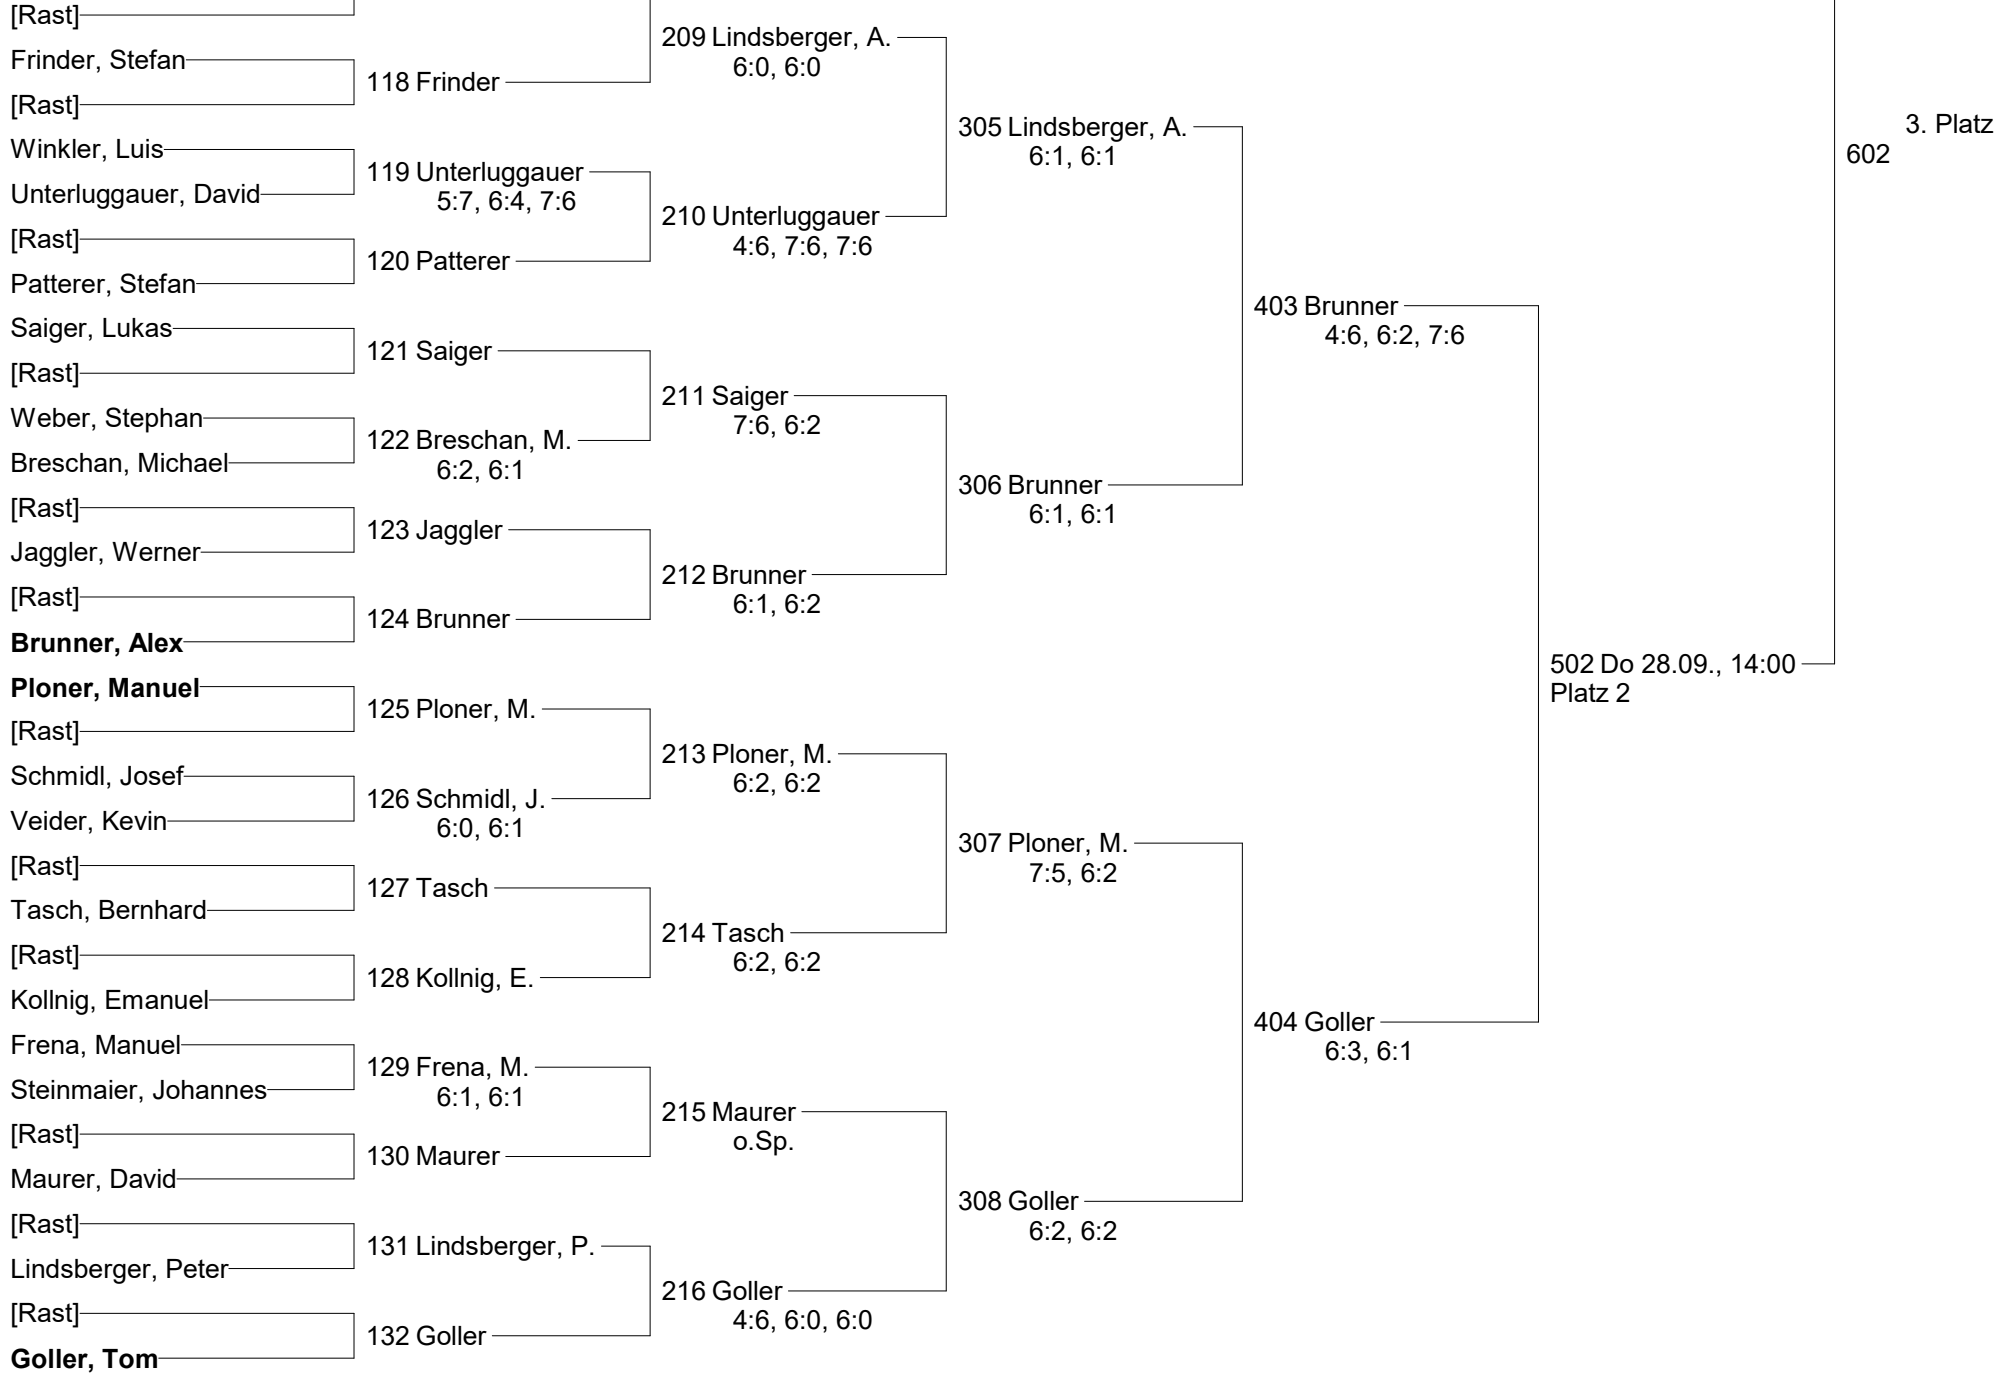 [Rast]
Frinder, Stefan
[Rast]
Winkler, Luis
Unterluggauer, David
[Rast]
Patterer, Stefan
Saiger, Lukas
[Rast]
Weber, Stephan
Breschan, Michael
[Rast]
Jaggler, Werner
[Rast]
Brunner, Alex
Ploner, Manuel
[Rast]
Schmidl, Josef
Veider, Kevin
[Rast]
Tasch, Bernhard
[Rast]
Kollnig, Emanuel
Frena, Manuel
Steinmaier, Johannes
[Rast]
Maurer, David
[Rast]
Lindsberger, Peter
[Rast]
Goller, Tom
118 Frinder
119 Unterluggauer
5:7, 6:4, 7:6
120 Patterer
121 Saiger
122 Breschan, M.
6:2, 6:1
123 Jaggler
124 Brunner
125 Ploner, M.
126 Schmidl, J.
6:0, 6:1
127 Tasch
128 Kollnig, E.
129 Frena, M.
6:1, 6:1
130 Maurer
131 Lindsberger, P.
132 Goller
209 Lindsberger, A.
6:0, 6:0
210 Unterluggauer
4:6, 7:6, 7:6
211 Saiger
7:6, 6:2
212 Brunner
6:1, 6:2
213 Ploner, M.
6:2, 6:2
214 Tasch
6:2, 6:2
215 Maurer
o.Sp.
216 Goller
4:6, 6:0, 6:0
305 Lindsberger, A.
6:1, 6:1
306 Brunner
6:1, 6:1
307 Ploner, M.
7:5, 6:2
308 Goller
6:2, 6:2
403 Brunner
4:6, 6:2, 7:6
404 Goller
6:3, 6:1
502 Do 28.09., 14:00
Platz 2
602
3. Platz